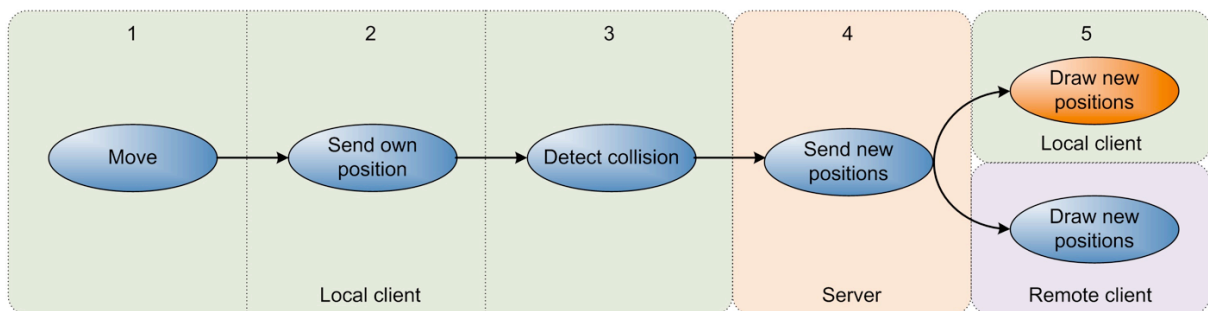 1
2
3
4
5
Move
Send own
position
Detect collision
Send new
positions
Draw new
positions
Local client
Draw new
positions
Local client
Server
Remote client